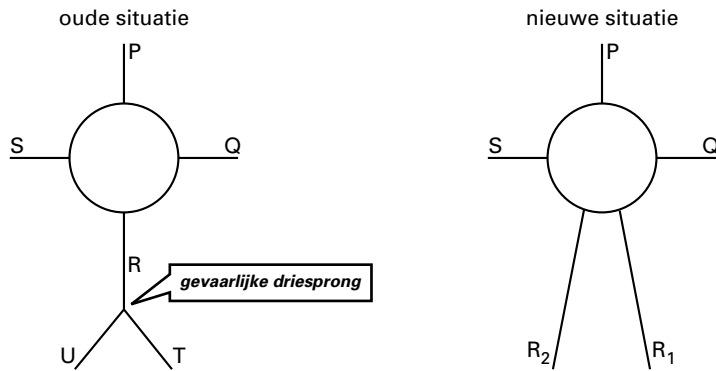 oude situatie
P
S
Q
R
gevaarlijke driesprong
U
T
nieuwe situatie
P
S
Q
R₂
R₁